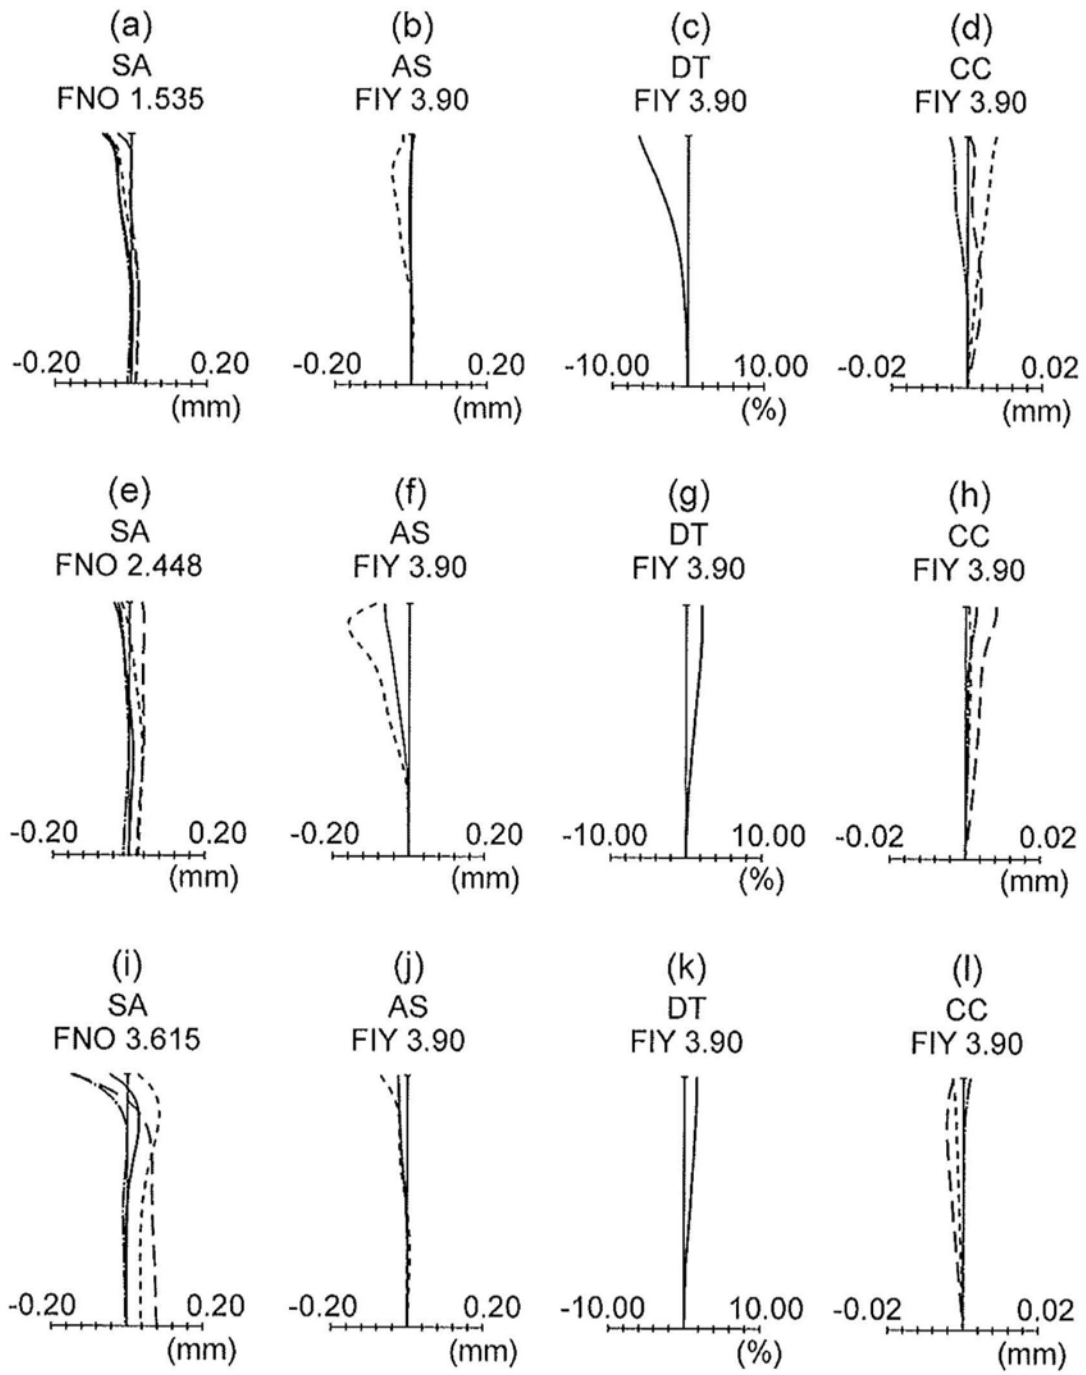 (a) (b) (c) (d)
SA AS DT CC
FNO 1.535 FIY 3.90 FIY 3.90 FIY 3.90
-0.20 0.20 -0.20 0.20 -10.00 10.00 -0.02 0.02
(mm) (mm) (%) (mm)
(e) (f) (g) (h)
SA AS DT CC
FNO 2.448 FIY 3.90 FIY 3.90 FIY 3.90
-0.20 0.20 -0.20 0.20 -10.00 10.00 -0.02 0.02
(mm) (mm) (%) (mm)
(i) (j) (k) (l)
SA AS DT CC
FNO 3.615 FIY 3.90 FIY 3.90 FIY 3.90
-0.20 0.20 -0.20 0.20 -10.00 10.00 -0.02 0.02
(mm) (mm) (%) (mm)